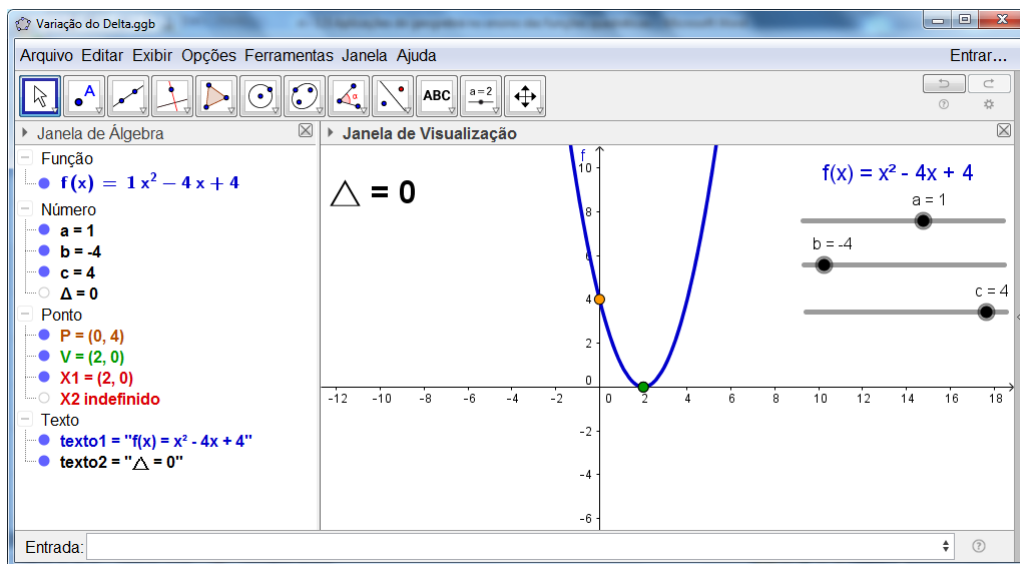 Variação do Delta.ggb
Arquivo Editar Exibir Opções Ferramentas Janela Ajuda
Entrar...
A
α
ABC
a=2
Janela de Álgebra
Janela de Visualização
Função
f(x) = 1 x² − 4 x + 4
Número
a = 1
b = -4
c = 4
Δ = 0
Ponto
P = (0, 4)
V = (2, 0)
X1 = (2, 0)
X2 indefinido
Texto
texto1 = "f(x) = x² - 4x + 4"
texto2 = "△ = 0"
△ = 0
f
f(x) = x² - 4x + 4
a = 1
b = -4
c = 4
10
8
6
4
2
0
-2
-4
-6
-12 -10 -8 -6 -4 -2 0 2 4 6 8 10 12 14 16 18
Entrada: